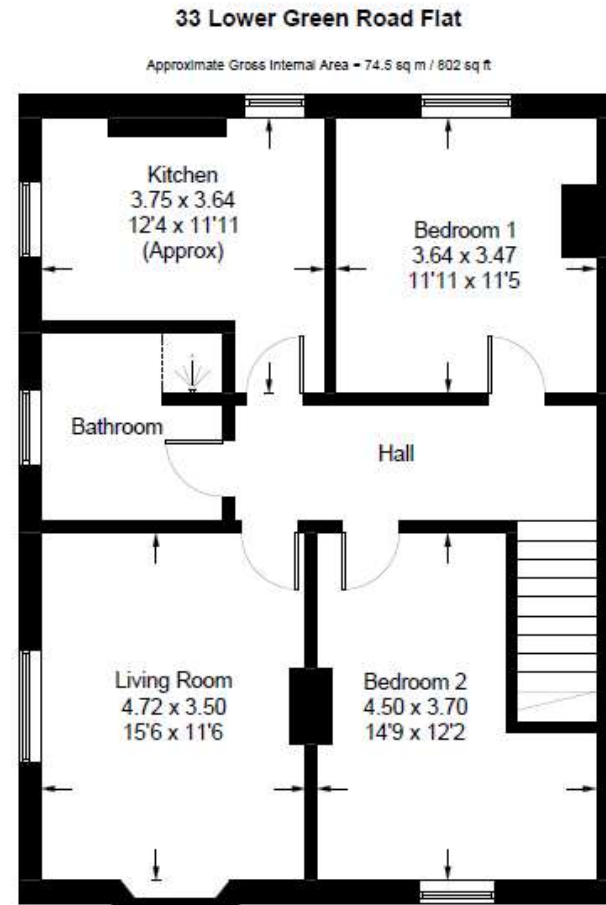 33 Lower Green Road Flat
Approximate Gross Internal Area = 74.5 sq m / 802 sq ft
Kitchen
3.75 x 3.64
12'4 x 11'11
(Approx)
Bedroom 1
3.64 x 3.47
11'11 x 11'5
Bathroom
Hall
Living Room
4.72 x 3.50
15'6 x 11'6
Bedroom 2
4.50 x 3.70
14'9 x 12'2